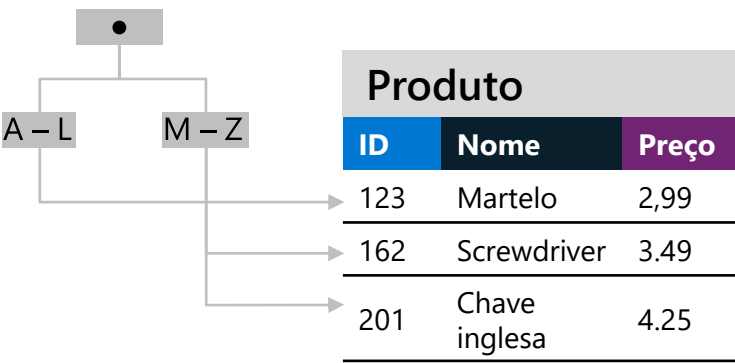 A – L
M – Z
Produto
ID Nome Preço
123 Martelo 2,99
162 Screwdriver 3.49
201 Chave inglesa 4.25